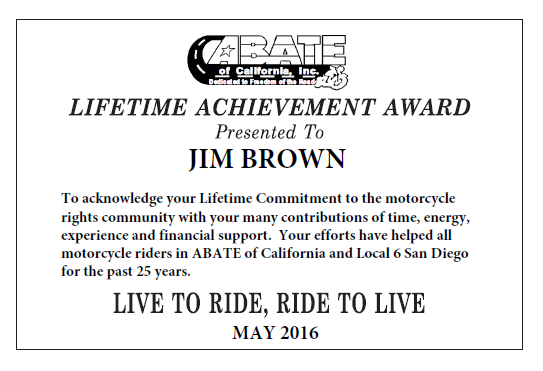 ABATE
of California, Inc.
Dedicated to Freedom of the Road
LIFETIME ACHIEVEMENT AWARD
Presented To
JIM BROWN
To acknowledge your Lifetime Commitment to the motorcycle
rights community with your many contributions of time, energy,
experience and financial support.  Your efforts have helped all
motorcycle riders in ABATE of California and Local 6 San Diego
for the past 25 years.
LIVE TO RIDE, RIDE TO LIVE
MAY 2016